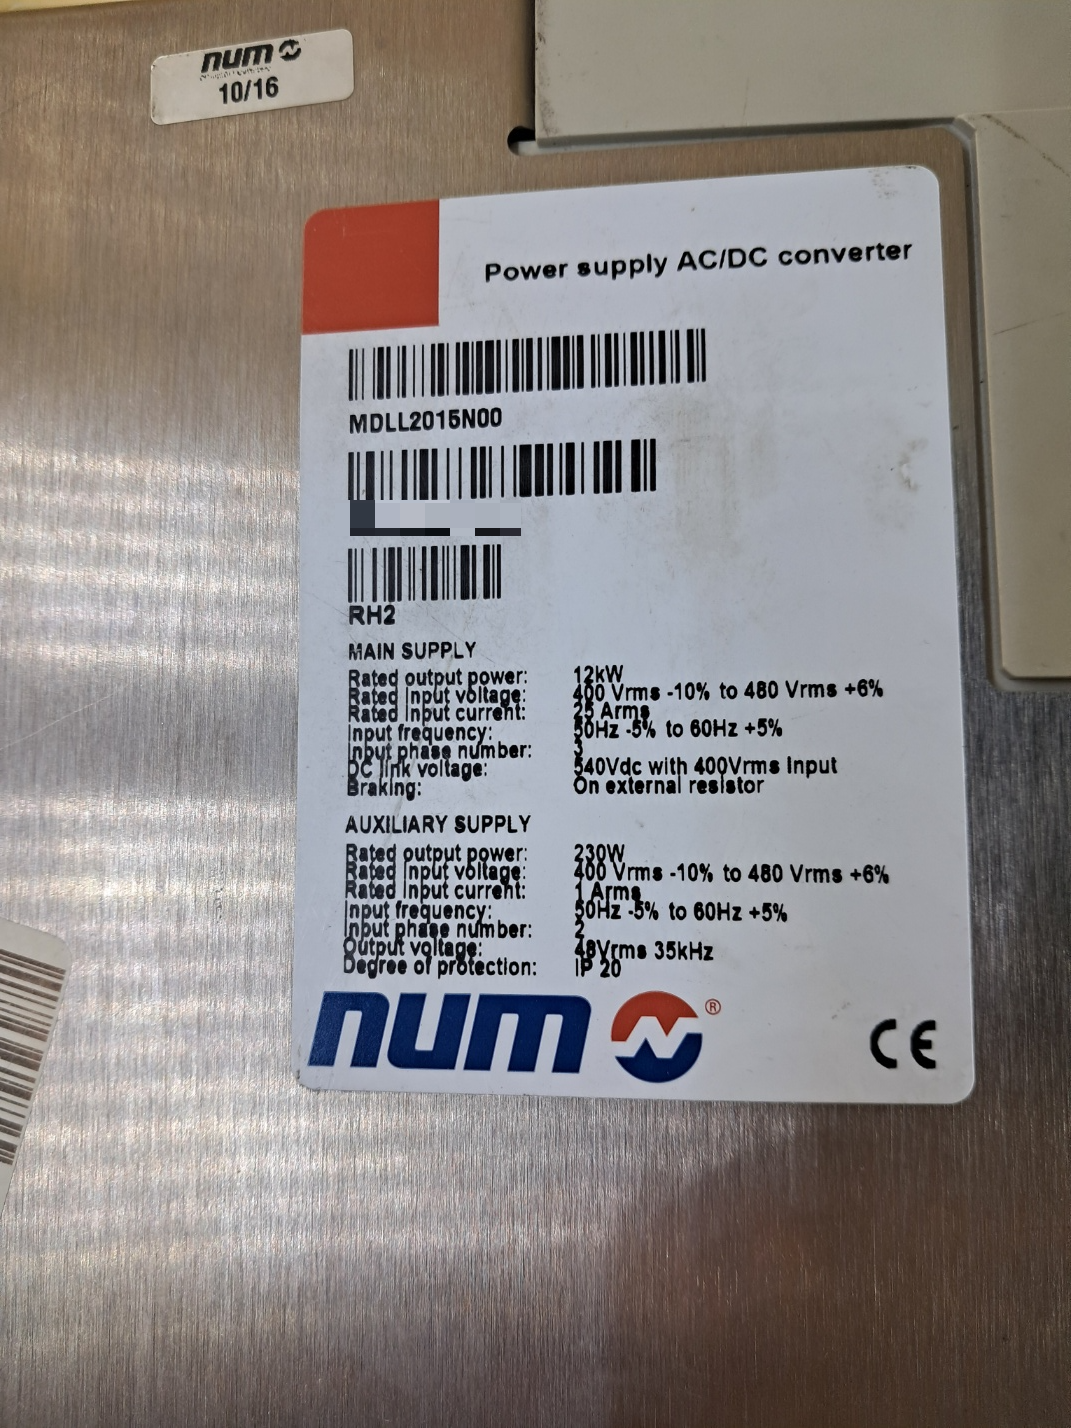 num
10/16
Power supply AC/DC converter
MDLL2015N00
RH2
MAIN SUPPLY
Rated output power: 12kW
Rated Input voltage: 400 Vrms -10% to 480 Vrms +6%
Rated Input current: 25 Arms
Input frequency: 50Hz -5% to 60Hz +5%
Input phase number: 3
DC link voltage: 540Vdc with 400Vrms Input
Braking: On external resistor
AUXILIARY SUPPLY
Rated output power: 230W
Rated Input voltage: 400 Vrms -10% to 480 Vrms +6%
Rated Input current: 1 Arms
Input frequency: 50Hz -5% to 60Hz +5%
Input phase number: 2
Output voltage: 48Vrms 35kHz
Degree of protection: IP 20
num ® CE